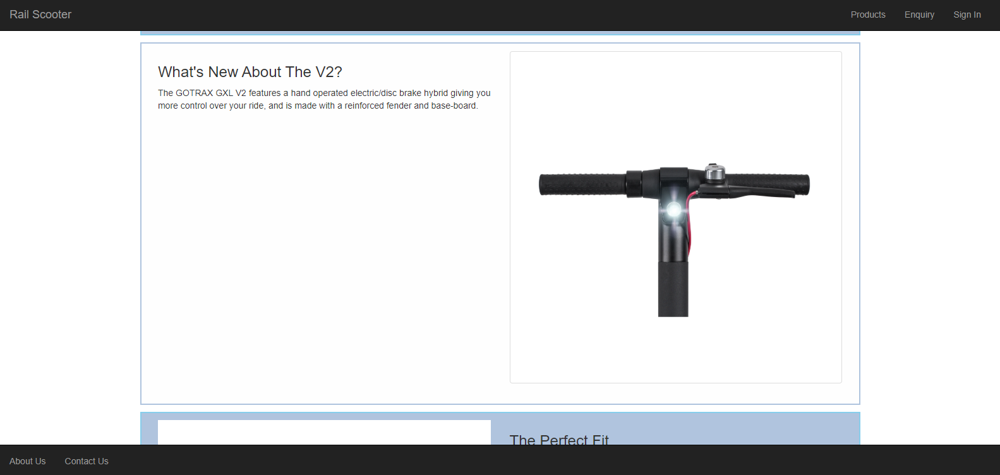 Rail Scooter
Products
Enquiry
Sign In
What's New About The V2?
The GOTRAX GXL V2 features a hand operated electric/disc brake hybrid giving you
more control over your ride, and is made with a reinforced fender and base-board.
The Perfect Fit
About Us
Contact Us